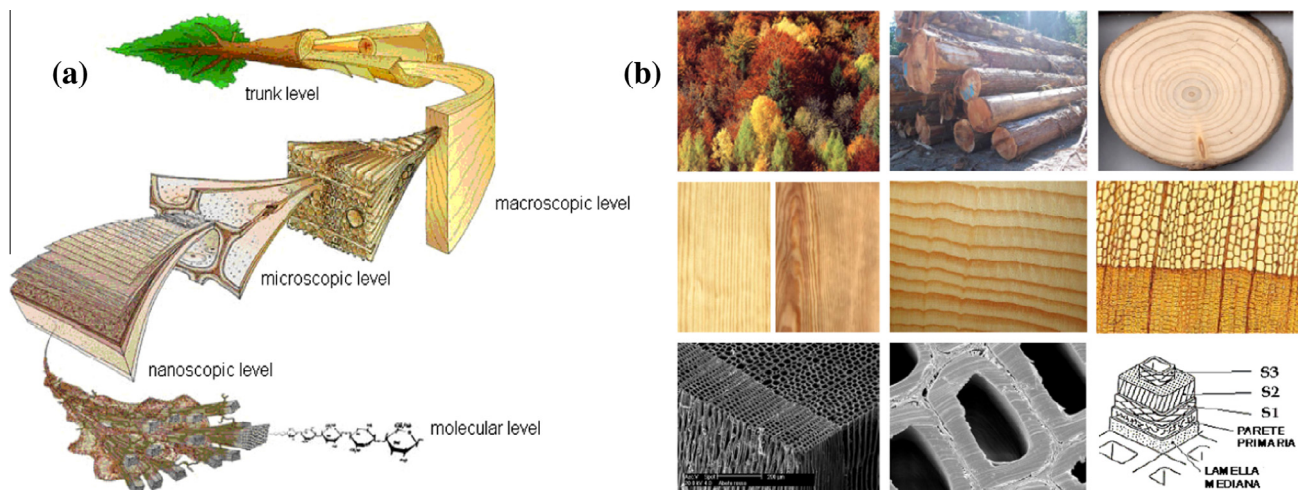 (a)
trunk level
macroscopic level
microscopic level
nanoscopic level
molecular level
(b)
S3
S2
S1
PARETE
PRIMARIA
LAMELLA
MEDIANA